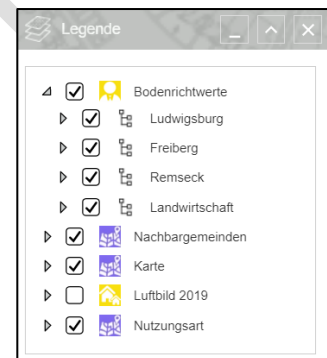 Legende
Bodenrichtwerte
Ludwigsburg
Freiberg
Remseck
Landwirtschaft
Nachbargemeinden
Karte
Luftbild 2019
Nutzungsart